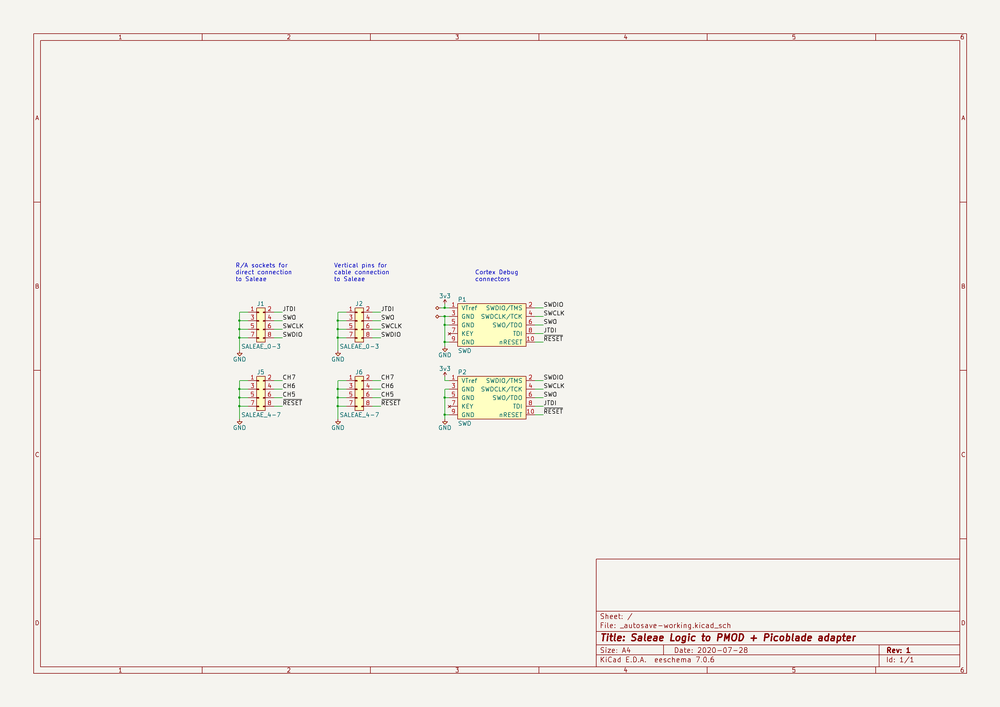 1 2 3 4 5 6
A A
B B
C C
D D
R/A sockets for
direct connection
to Saleae
Vertical pins for
cable connection
to Saleae
Cortex Debug
connectors
J1
1 2 JTDI
3 4 SWO
5 6 SWCLK
7 8 SWDIO
SALEAE_0-3
GND
J2
1 2 JTDI
3 4 SWO
5 6 SWCLK
7 8 SWDIO
SALEAE_0-3
GND
3v3
P1
1 VTref SWDIO/TMS 2 SWDIO
3 GND SWDCLK/TCK 4 SWCLK
5 GND SWO/TDO 6 SWO
7 KEY TDI 8 JTDI
9 GND nRESET 10 RESET
SWD
GND
J5
1 2 CH7
3 4 CH6
5 6 CH5
7 8 RESET
SALEAE_4-7
GND
J6
1 2 CH7
3 4 CH6
5 6 CH5
7 8 RESET
SALEAE_4-7
GND
3v3
P2
1 VTref SWDIO/TMS 2 SWDIO
3 GND SWDCLK/TCK 4 SWCLK
5 GND SWO/TDO 6 SWO
7 KEY TDI 8 JTDI
9 GND nRESET 10 RESET
SWD
GND
Sheet: /
File: _autosave-working.kicad_sch
Title: Saleae Logic to PMOD + Picoblade adapter
Size: A4 Date: 2020-07-28 Rev: 1
KiCad E.D.A. eeschema 7.0.6 Id: 1/1
1 2 3 4 5 6